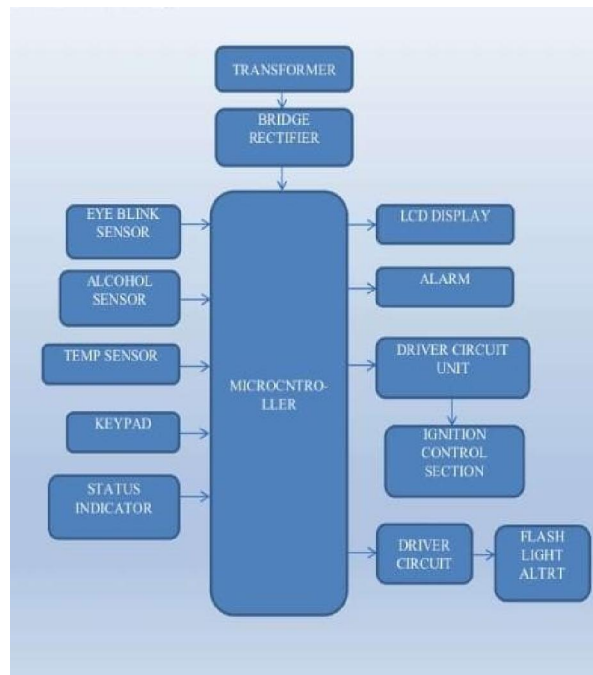 TRANSFORMER
BRIDGE
RECTIFIER
EYE BLINK
SENSOR
ALCOHOL
SENSOR
TEMP SENSOR
KEYPAD
STATUS
INDICATOR
MICROCNTRO-
LLER
LCD DISPLAY
ALARM
DRIVER CIRCUIT
UNIT
IGNITION
CONTROL
SECTION
DRIVER
CIRCUIT
FLASH
LIGHT
ALTRT